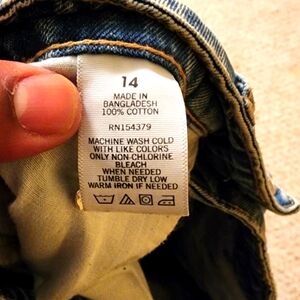 14
MADE IN
BANGLADESH
100% COTTON
RN154379
MACHINE WASH COLD
WITH LIKE COLORS
ONLY NON-CHLORINE
BLEACH
WHEN NEEDED
TUMBLE DRY LOW
WARM IRON IF NEEDED